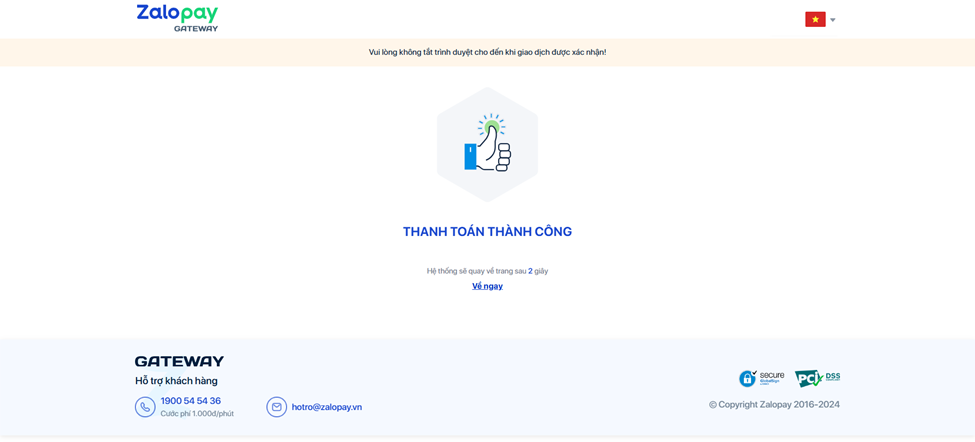 Zalopay
GATEWAY
Vui lòng không tắt trình duyệt cho đến khi giao dịch được xác nhận!
THANH TOÁN THÀNH CÔNG
Hệ thống sẽ quay về trang sau 2 giây
Về ngay
GATEWAY
Hỗ trợ khách hàng
1900 54 54 36
Cước phí 1.000đ/phút
hotro@zalopay.vn
secure
GlobalSign
PCI DSS
© Copyright Zalopay 2016-2024